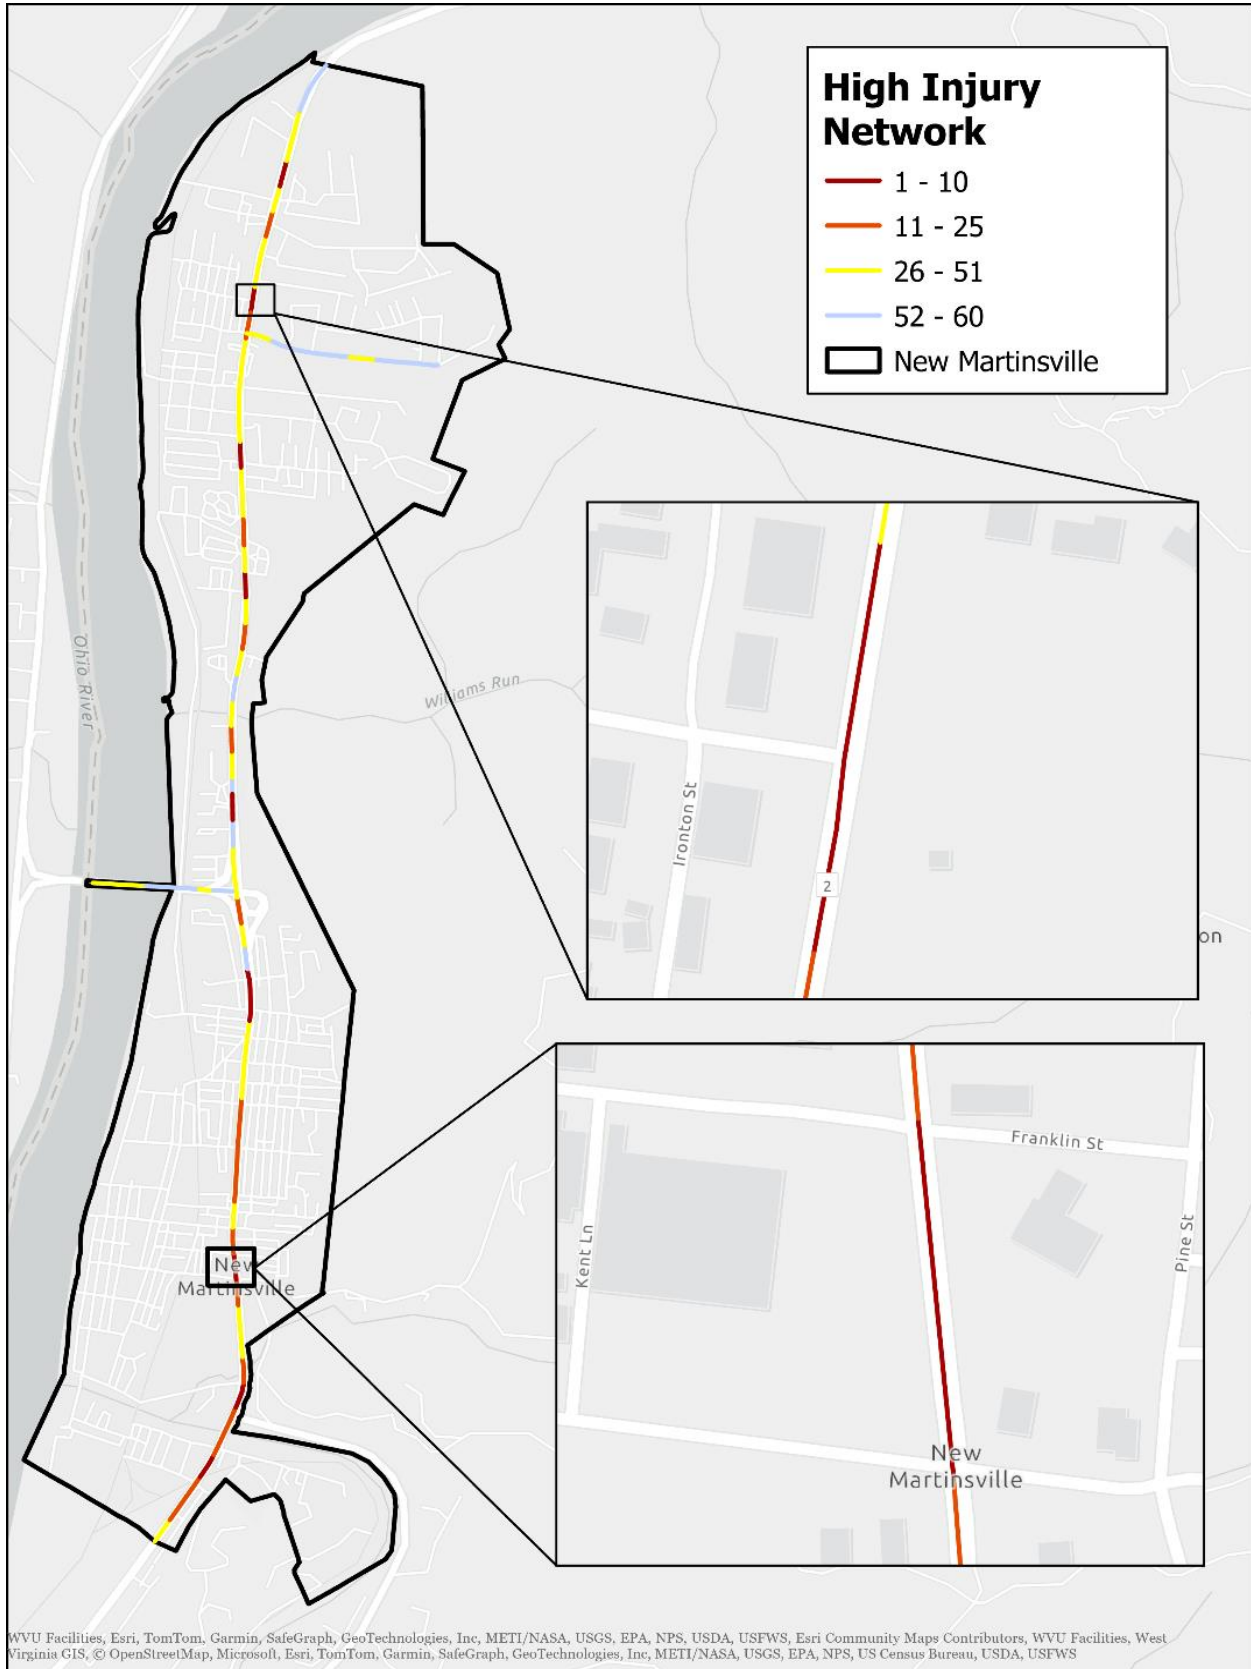 High Injury
Network
1 - 10
11 - 25
26 - 51
52 - 60
New Martinsville
Ohio River
Williams Run
Ironton St
2
on
Franklin St
Kent Ln
Pine St
New
Martinsville
New
Martinsville
WVU Facilities, Esri, TomTom, Garmin, SafeGraph, GeoTechnologies, Inc, METI/NASA, USGS, EPA, NPS, USDA, USFWS, Esri Community Maps Contributors, WVU Facilities, West
Virginia GIS, © OpenStreetMap, Microsoft, Esri, TomTom, Garmin, SafeGraph, GeoTechnologies, Inc, METI/NASA, USGS, EPA, NPS, US Census Bureau, USDA, USFWS